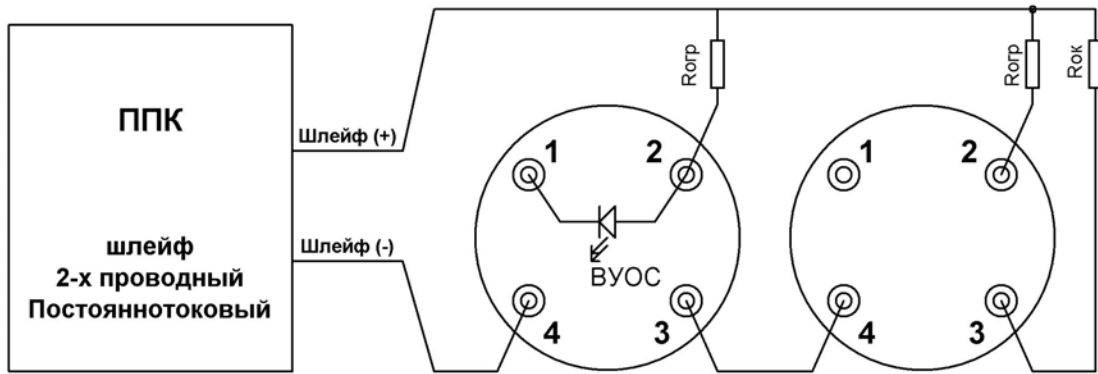 ППК
шлейф
2-х проводный
Постояннотоковый
Шлейф (+)
Шлейф (-)
Rогр
1
2
ВУОС
4
3
Rогр
Rок
1
2
4
3